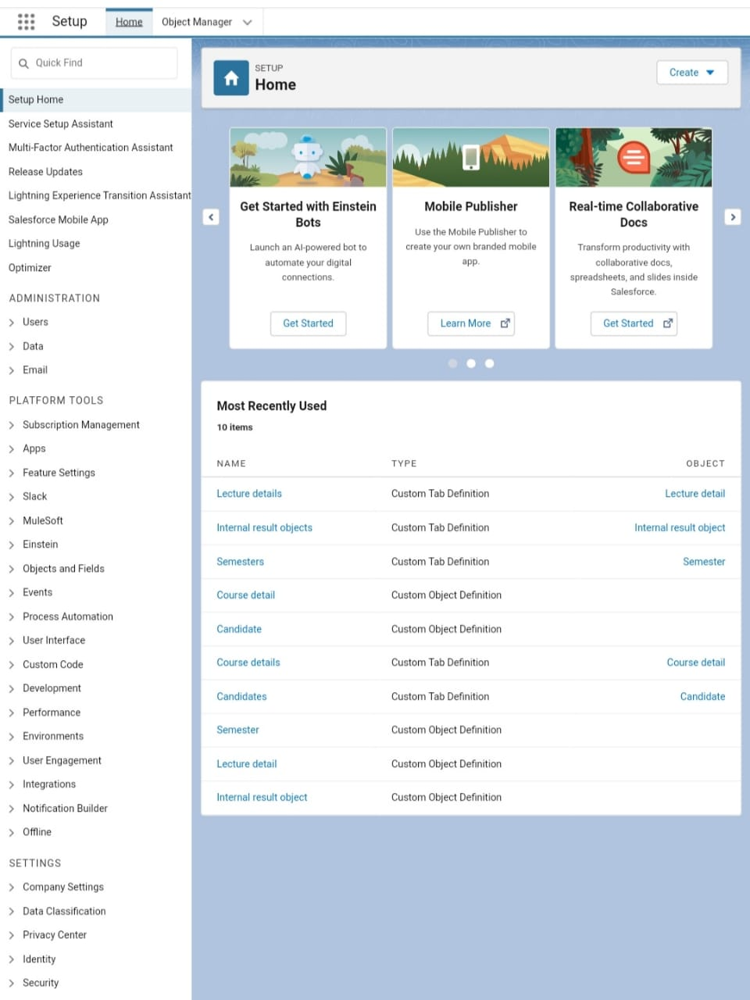 Setup
Home
Object Manager
Quick Find
Setup Home
Service Setup Assistant
Multi-Factor Authentication Assistant
Release Updates
Lightning Experience Transition Assistant
Salesforce Mobile App
Lightning Usage
Optimizer
ADMINISTRATION
Users
Data
Email
PLATFORM TOOLS
Subscription Management
Apps
Feature Settings
Slack
MuleSoft
Einstein
Objects and Fields
Events
Process Automation
User Interface
Custom Code
Development
Performance
Environments
User Engagement
Integrations
Notification Builder
Offline
SETTINGS
Company Settings
Data Classification
Privacy Center
Identity
Security
SETUP
Home
Create
Get Started with Einstein
Bots
Launch an AI-powered bot to
automate your digital
connections.
Get Started
Mobile Publisher
Use the Mobile Publisher to
create your own branded mobile
app.
Learn More
Real-time Collaborative
Docs
Transform productivity with
collaborative docs,
spreadsheets, and slides inside
Salesforce.
Get Started
Most Recently Used
10 items
NAME TYPE OBJECT
Lecture details Custom Tab Definition Lecture detail
Internal result objects Custom Tab Definition Internal result object
Semesters Custom Tab Definition Semester
Course detail Custom Object Definition
Candidate Custom Object Definition
Course details Custom Tab Definition Course detail
Candidates Custom Tab Definition Candidate
Semester Custom Object Definition
Lecture detail Custom Object Definition
Internal result object Custom Object Definition